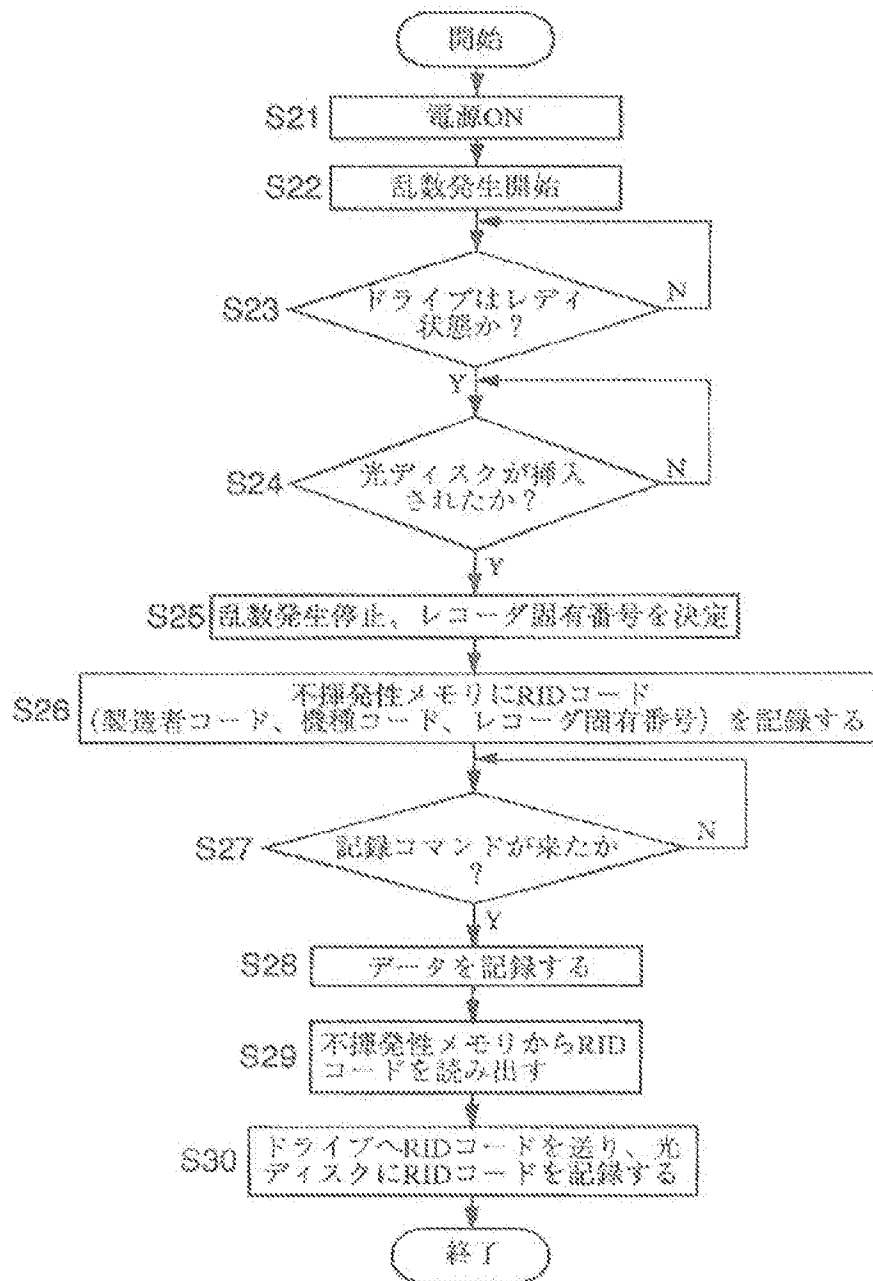 開始
S21 電源ON
S22 乱数発生開始
S23 ドライブはレディ
状態か？
N
Y
S24 光ディスクが挿入
されたか？
N
Y
S25 乱数発生停止、レコーダ固有番号を決定
S26 不揮発性メモリにRIDコード
(製造者コード、機種コード、レコーダ固有番号) を記録する
S27 記録コマンドが来たか
？
N
Y
S28 データを記録する
S29 不揮発性メモリからRID
コードを読み出す
S30 ドライブへRIDコードを送り、光
ディスクにRIDコードを記録する
終了